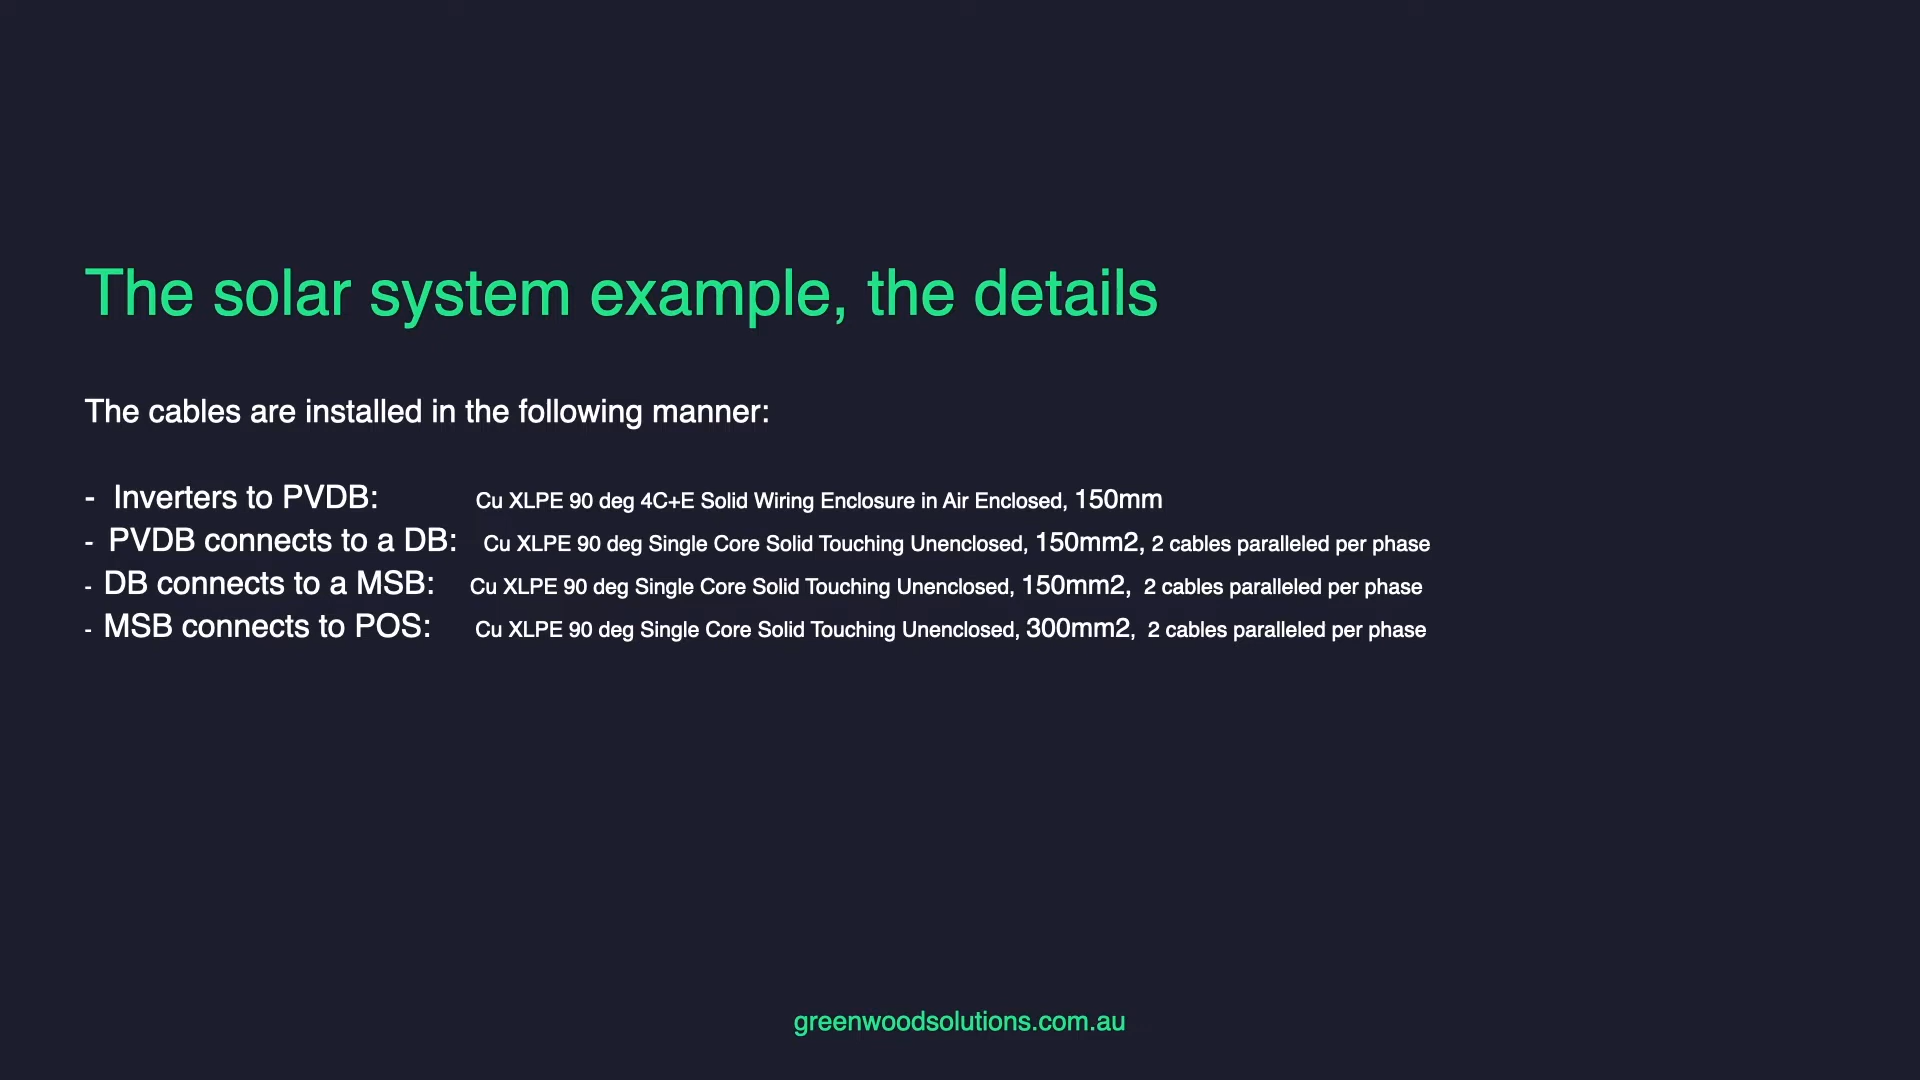 The solar system example, the details
The cables are installed in the following manner:
- Inverters to PVDB: Cu XLPE 90 deg 4C+E Solid Wiring Enclosure in Air Enclosed, 150mm
- PVDB connects to a DB: Cu XLPE 90 deg Single Core Solid Touching Unenclosed, 150mm2, 2 cables paralleled per phase
- DB connects to a MSB: Cu XLPE 90 deg Single Core Solid Touching Unenclosed, 150mm2, 2 cables paralleled per phase
- MSB connects to POS: Cu XLPE 90 deg Single Core Solid Touching Unenclosed, 300mm2, 2 cables paralleled per phase
greenwoodsolutions.com.au